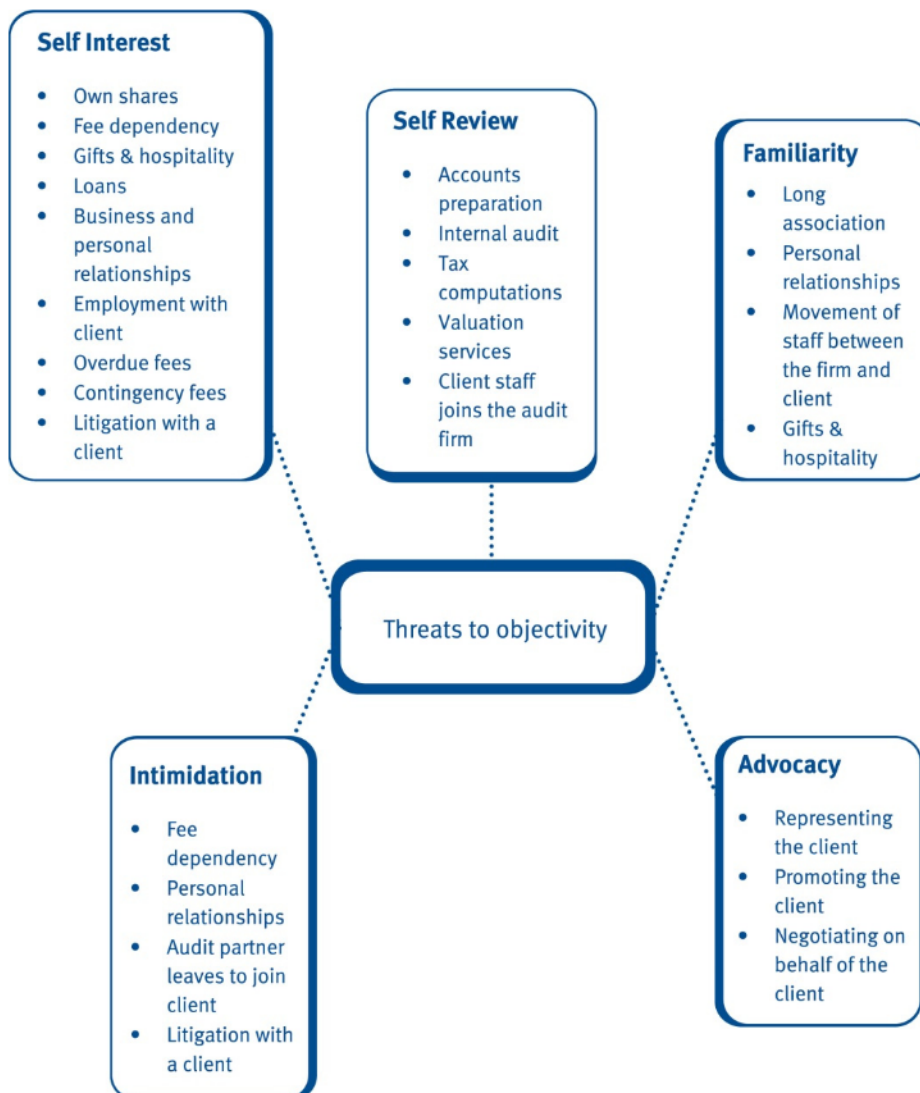 Self Interest
• Own shares
• Fee dependency
• Gifts & hospitality
• Loans
• Business and
personal
relationships
• Employment with
client
• Overdue fees
• Contingency fees
• Litigation with a
client
Self Review
• Accounts
preparation
• Internal audit
• Tax
computations
• Valuation
services
• Client staff
joins the audit
firm
Familiarity
• Long
association
• Personal
relationships
• Movement of
staff between
the firm and
client
• Gifts &
hospitality
Threats to objectivity
Intimidation
• Fee
dependency
• Personal
relationships
• Audit partner
leaves to join
client
• Litigation with
a client
Advocacy
• Representing
the client
• Promoting the
client
• Negotiating on
behalf of the
client